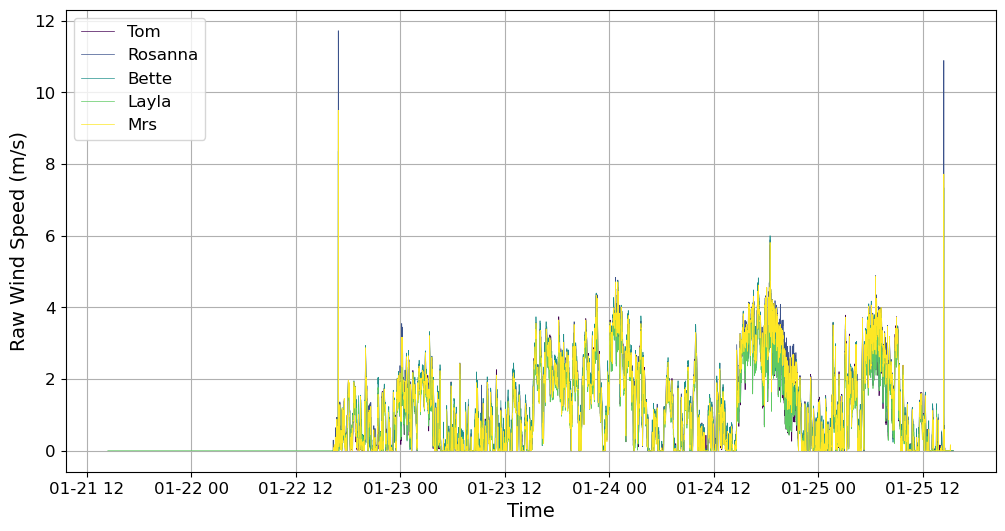 Tom
Rosanna
Bette
Layla
Mrs
Raw Wind Speed (m/s)
12
10
8
6
4
2
0
01-21 12
01-22 00
01-22 12
01-23 00
01-23 12
01-24 00
01-24 12
01-25 00
01-25 12
Time